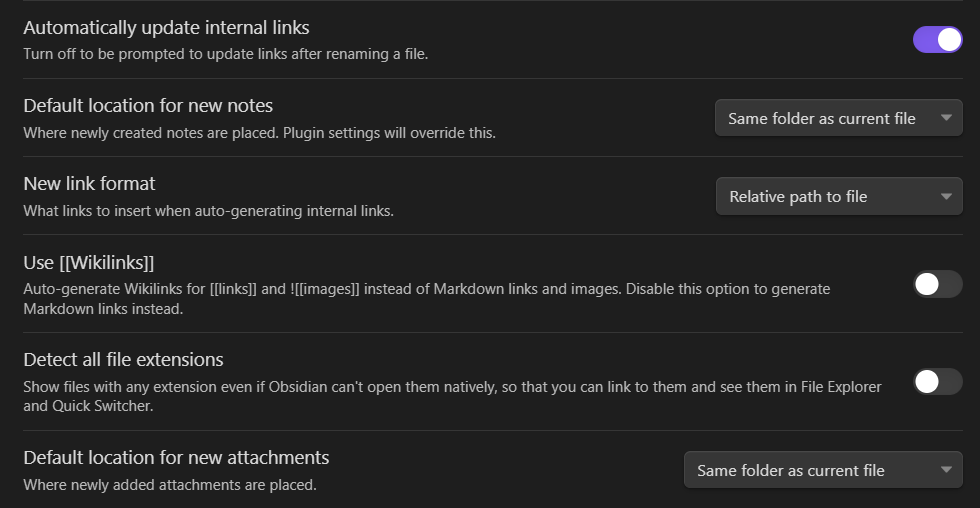 Automatically update internal links
Turn off to be prompted to update links after renaming a file.
Default location for new notes
Where newly created notes are placed. Plugin settings will override this.
Same folder as current file
New link format
What links to insert when auto-generating internal links.
Relative path to file
Use [[Wikilinks]]
Auto-generate Wikilinks for [[links]] and ![[images]] instead of Markdown links and images. Disable this option to generate
Markdown links instead.
Detect all file extensions
Show files with any extension even if Obsidian can't open them natively, so that you can link to them and see them in File Explorer
and Quick Switcher.
Default location for new attachments
Where newly added attachments are placed.
Same folder as current file